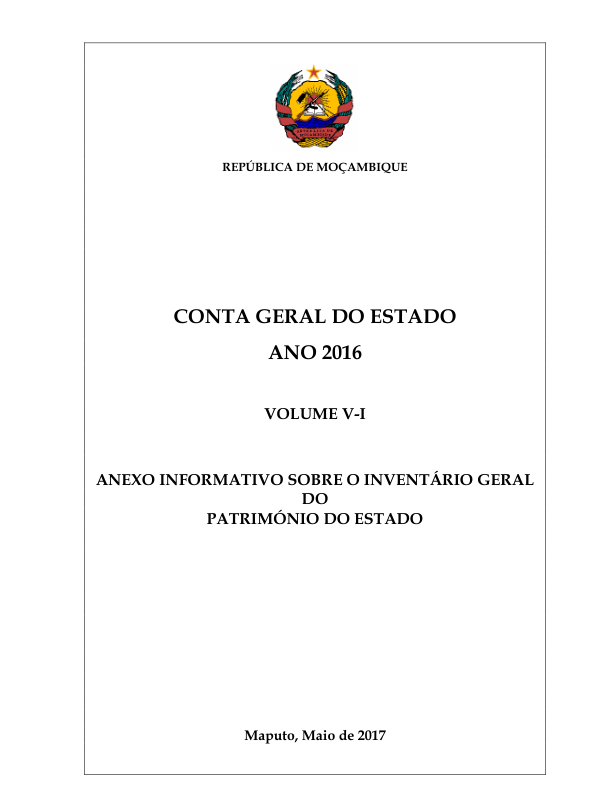 REPÚBLICA DE MOÇAMBIQUE
CONTA GERAL DO ESTADO
ANO 2016
VOLUME V-I
ANEXO INFORMATIVO SOBRE O INVENTÁRIO GERAL
DO
PATRIMÓNIO DO ESTADO
Maputo, Maio de 2017